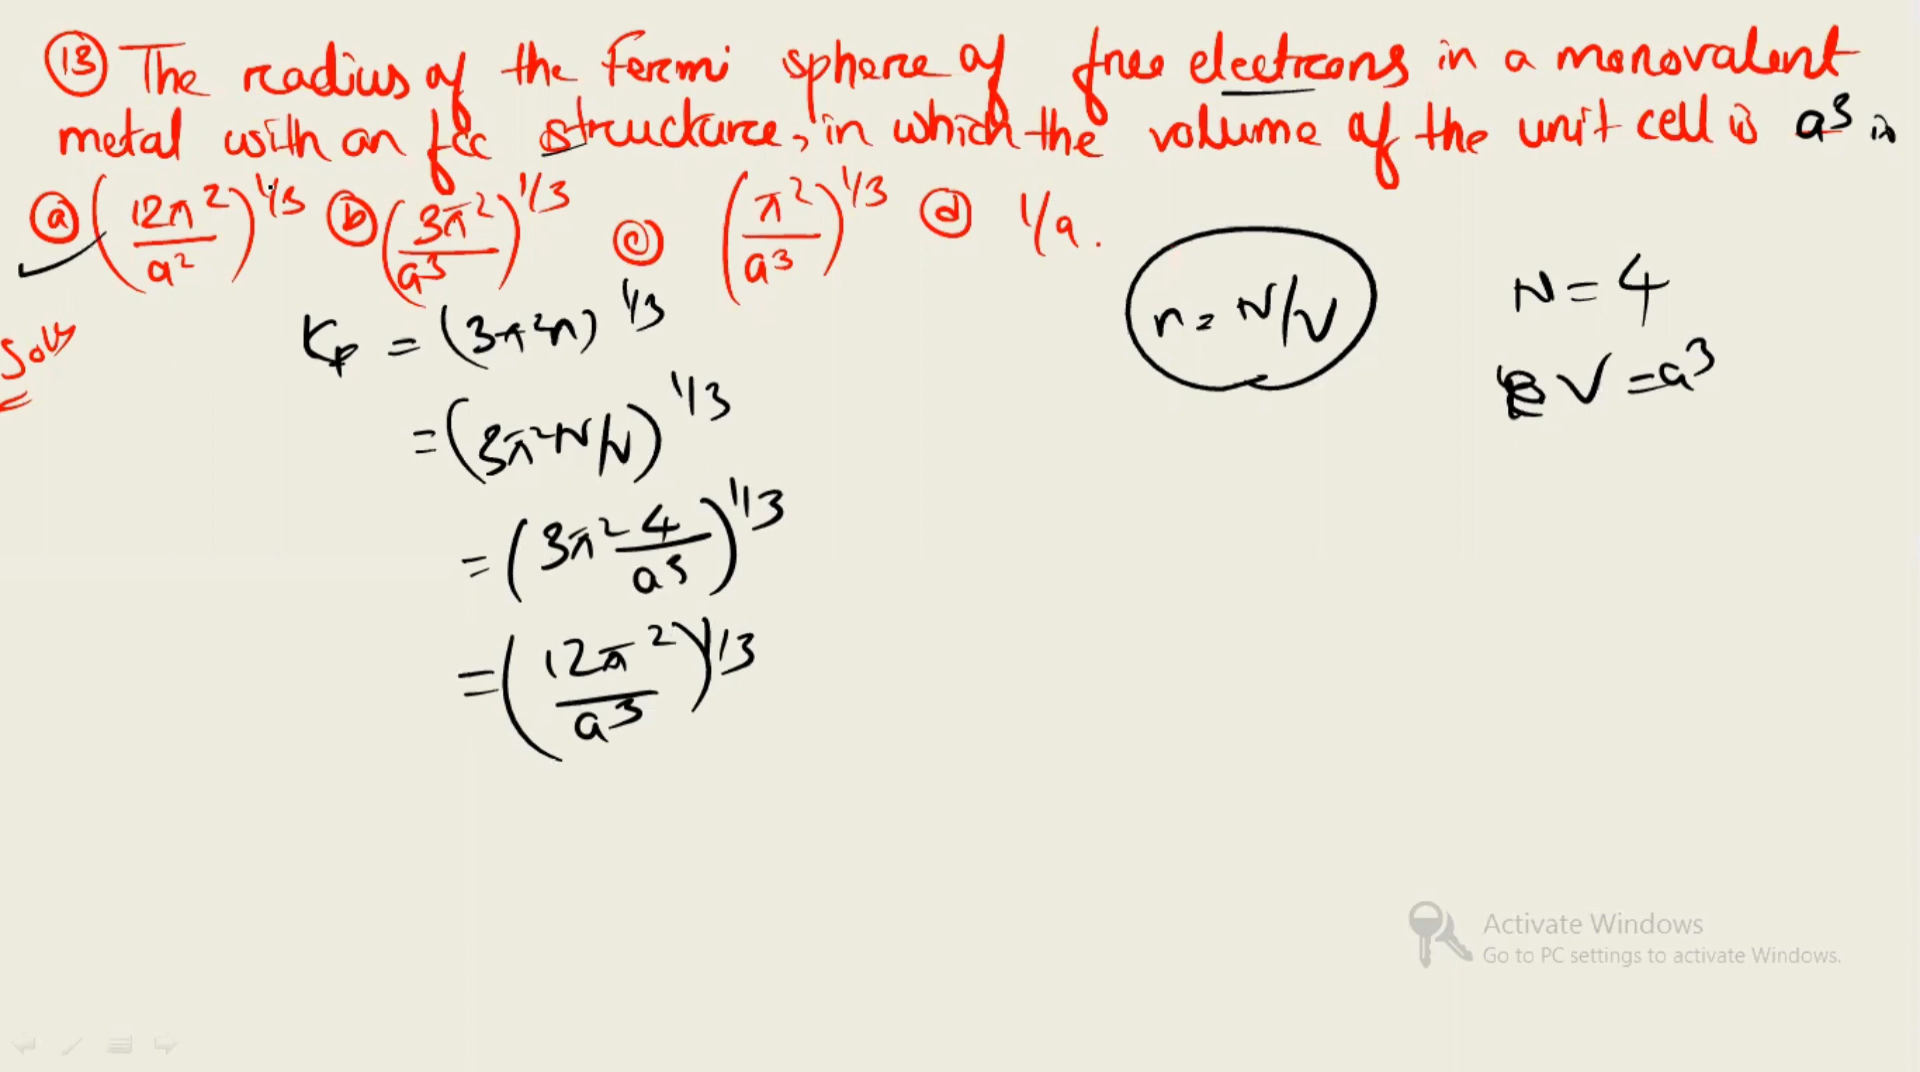 (13) The radius of the Fermi sphere of free electrons in a monovalent
metal with an fcc structure, in which the volume of the unit cell is a³ is
(a) (12π²/a²)^1/3 (b) (3π²/a³)^1/3 (c) (π²/a³)^1/3 (d) 1/a.
Sol
K_F = (3π²n)^1/3
n = N/V
N = 4
V = a³
= (3π² N/V)^1/3
= (3π² 4/a³)^1/3
= (12π²/a³)^1/3
Activate Windows
Go to PC settings to activate Windows.